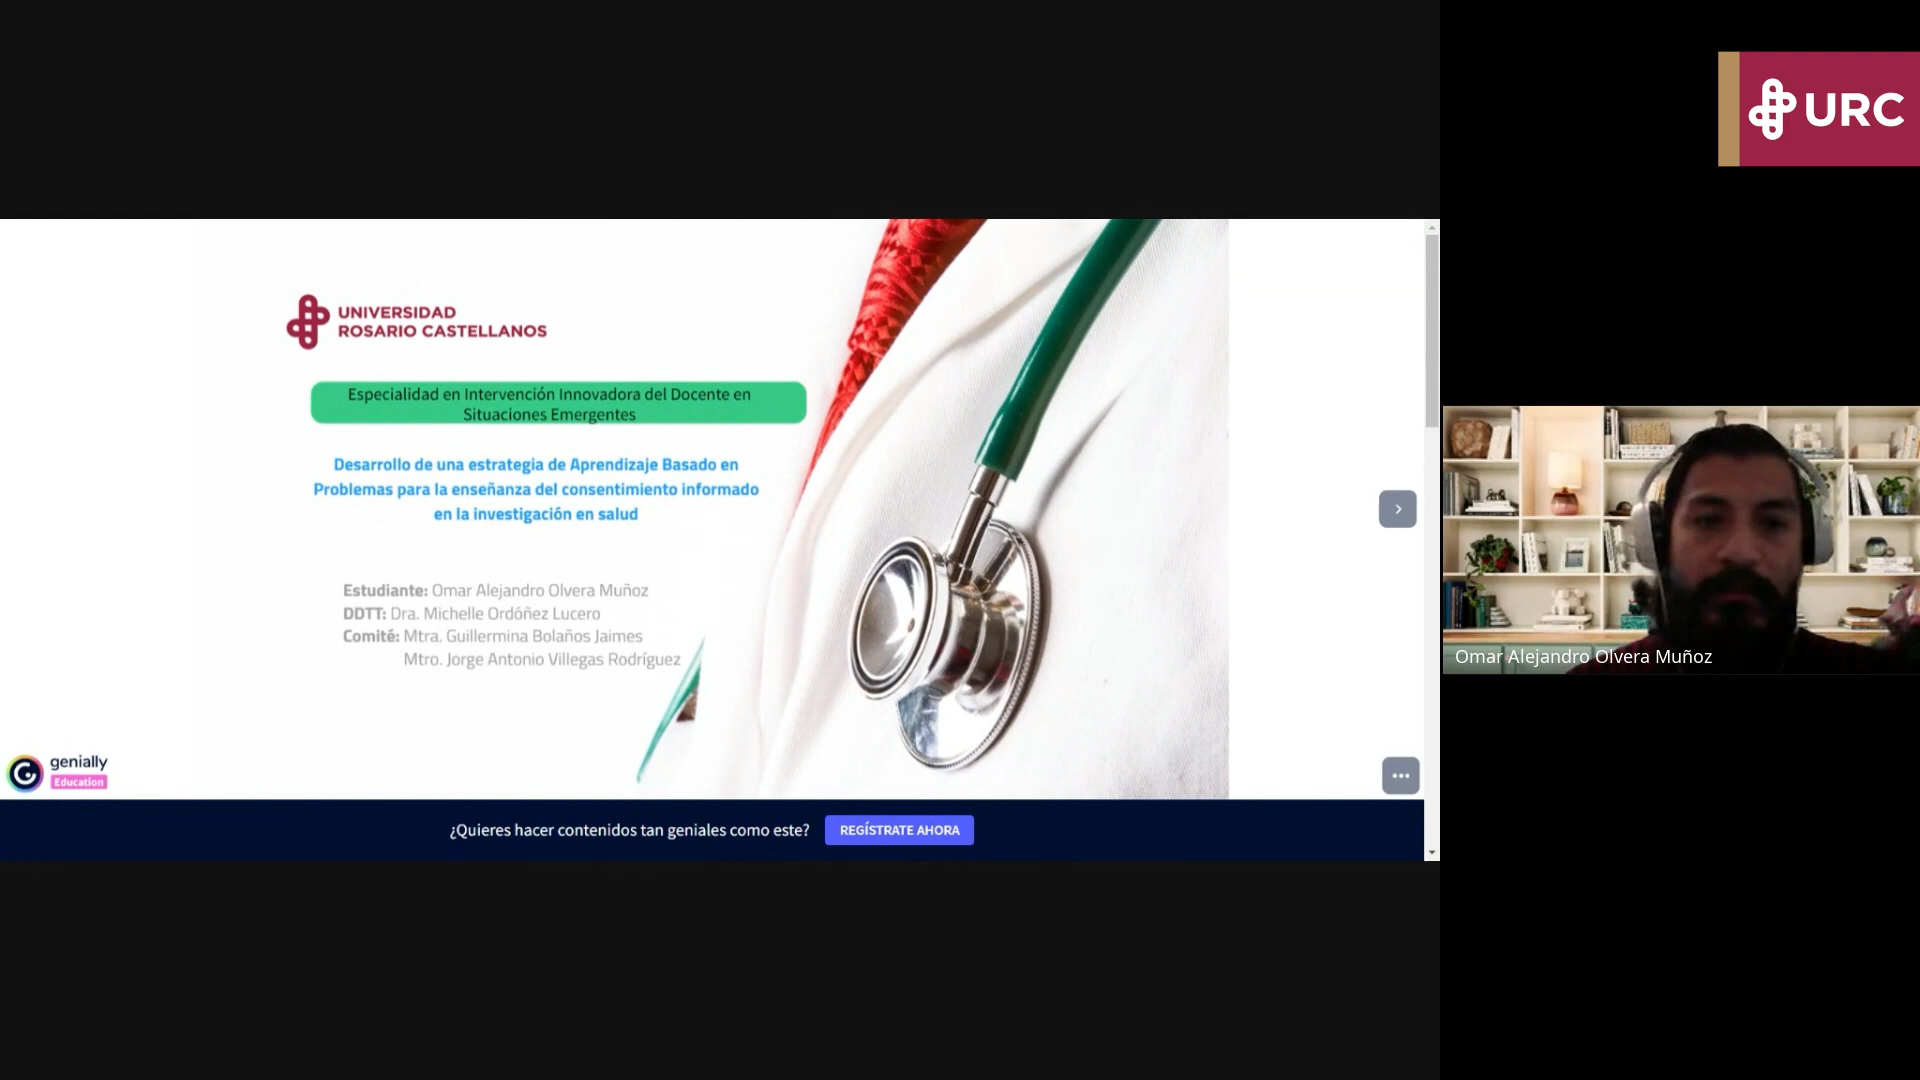 UNIVERSIDAD
ROSARIO CASTELLANOS
Especialidad en Intervención Innovadora del Docente en
Situaciones Emergentes
Desarrollo de una estrategia de Aprendizaje Basado en
Problemas para la enseñanza del consentimiento informado
en la investigación en salud
Estudiante: Omar Alejandro Olvera Muñoz
DDTT: Dra. Michelle Ordóñez Lucero
Comité: Mtra. Guillermina Bolaños Jaimes
Mtro. Jorge Antonio Villegas Rodríguez
genially
Education
¿Quieres hacer contenidos tan geniales como este?
REGÍSTRATE AHORA
URC
Omar Alejandro Olvera Muñoz